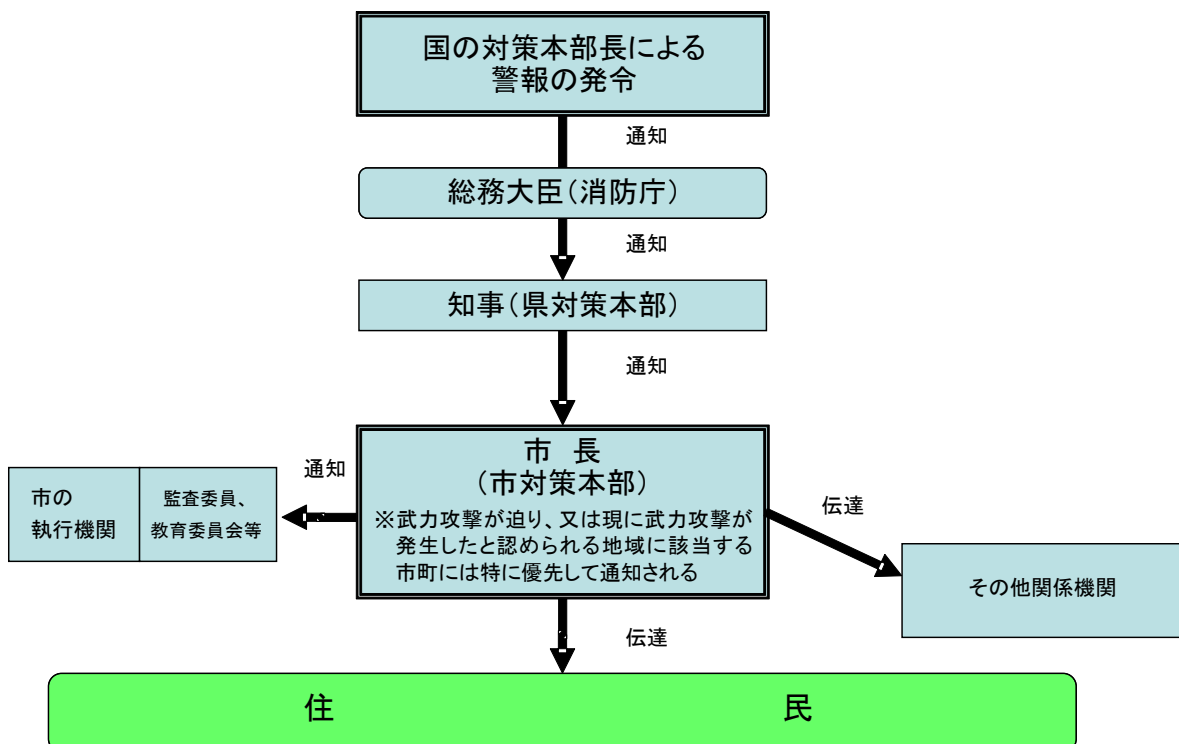 国の対策本部長による
警報の発令
通知
総務大臣(消防庁)
通知
知事(県対策本部)
通知
市 長
(市対策本部)
※武力攻撃が迫り、又は現に武力攻撃が
発生したと認められる地域に該当する
市町には特に優先して通知される
通知
市の
執行機関
監査委員、
教育委員会等
伝達
その他関係機関
伝達
住 民